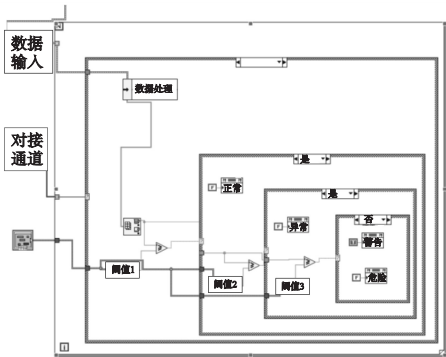 数据
输入
数据处理
对接
通道
是
正常
是
异常
否
警告
危险
阈值1
阈值2
阈值3